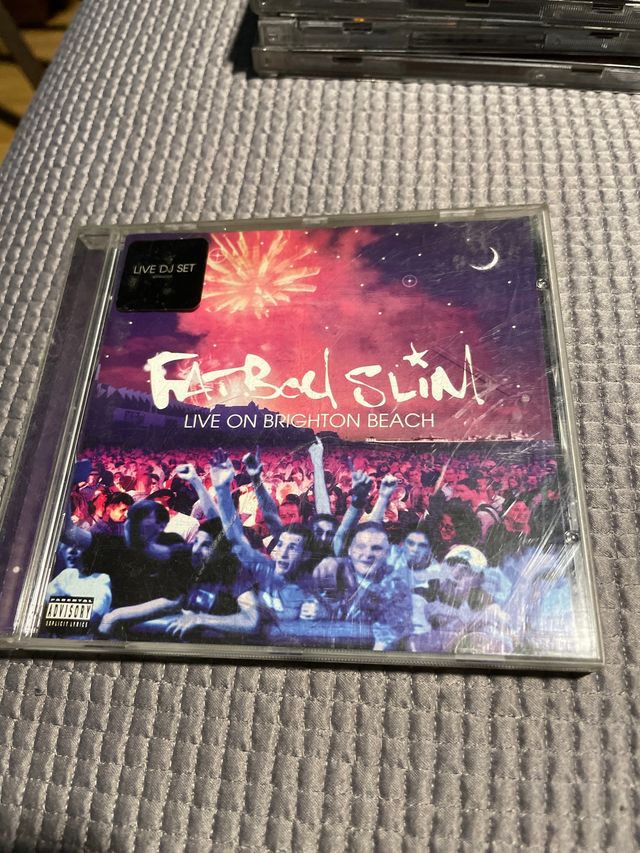 LIVE DJ SET
FATBOY SLIM
LIVE ON BRIGHTON BEACH
PARENTAL
ADVISORY
EXPLICIT LYRICS